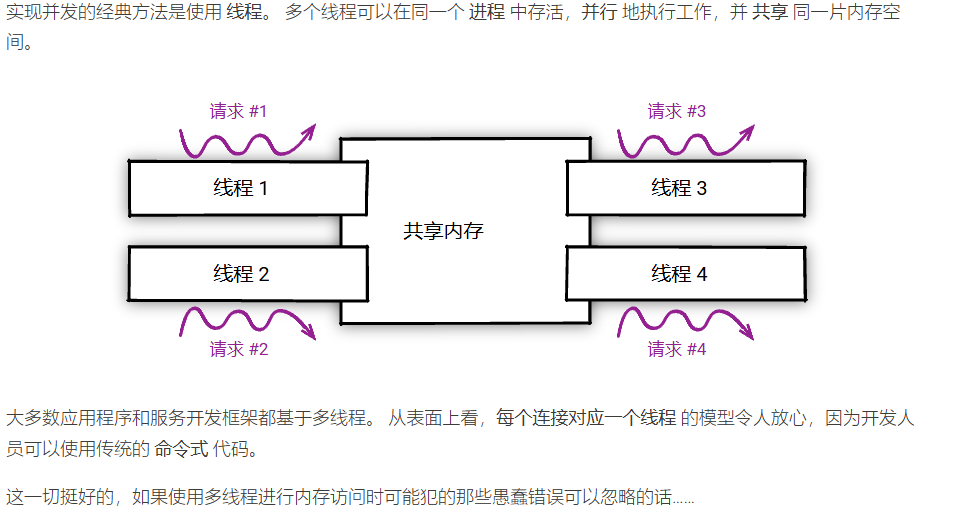 实现并发的经典方法是使用 线程。 多个线程可以在同一个 进程 中存活，并行 地执行工作，并 共享 同一片内存空
间。
请求 #1
请求 #3
线程 1
线程 3
共享内存
线程 2
线程 4
请求 #2
请求 #4
大多数应用程序和服务开发框架都基于多线程。 从表面上看，每个连接对应一个线程 的模型令人放心，因为开发人
员可以使用传统的 命令式 代码。
这一切挺好的，如果使用多线程进行内存访问时可能犯的那些愚蠢错误可以忽略的话……